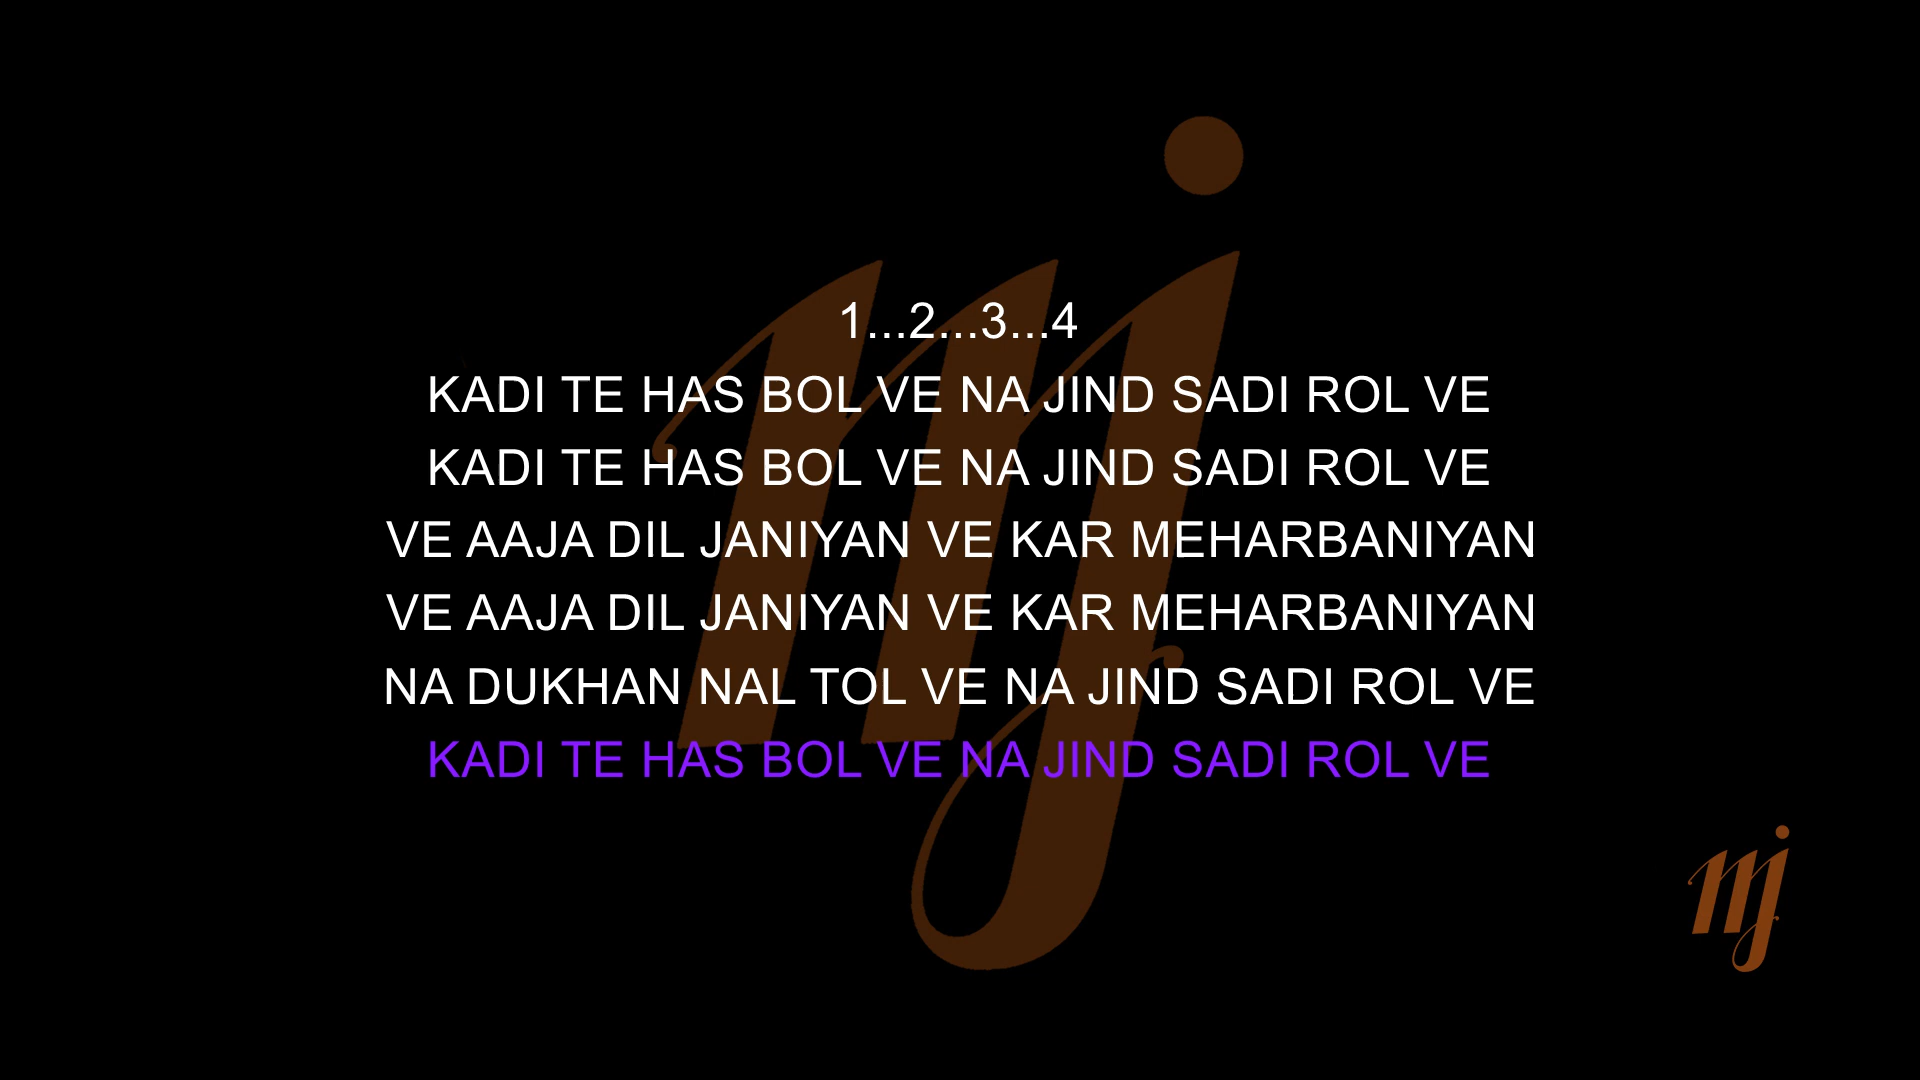 1...2...3...4
KADI TE HAS BOL VE NA JIND SADI ROL VE
KADI TE HAS BOL VE NA JIND SADI ROL VE
VE AAJA DIL JANIYAN VE KAR MEHARBANIYAN
VE AAJA DIL JANIYAN VE KAR MEHARBANIYAN
NA DUKHAN NAL TOL VE NA JIND SADI ROL VE
KADI TE HAS BOL VE NA JIND SADI ROL VE
mj
mj